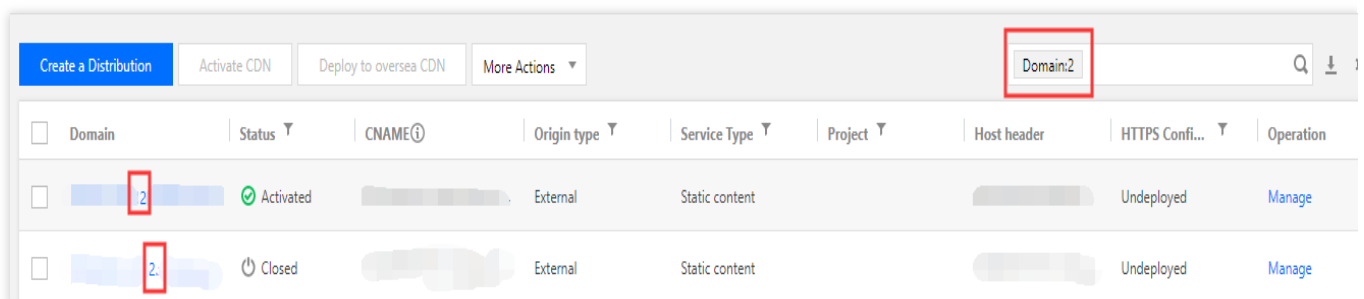 Create a Distribution Activate CDN Deploy to oversea CDN More Actions Domain:2
Domain Status CNAME Origin type Service Type Project Host header HTTPS Confi... Operation
2 Activated External Static content Undeployed Manage
2. Closed External Static content Undeployed Manage